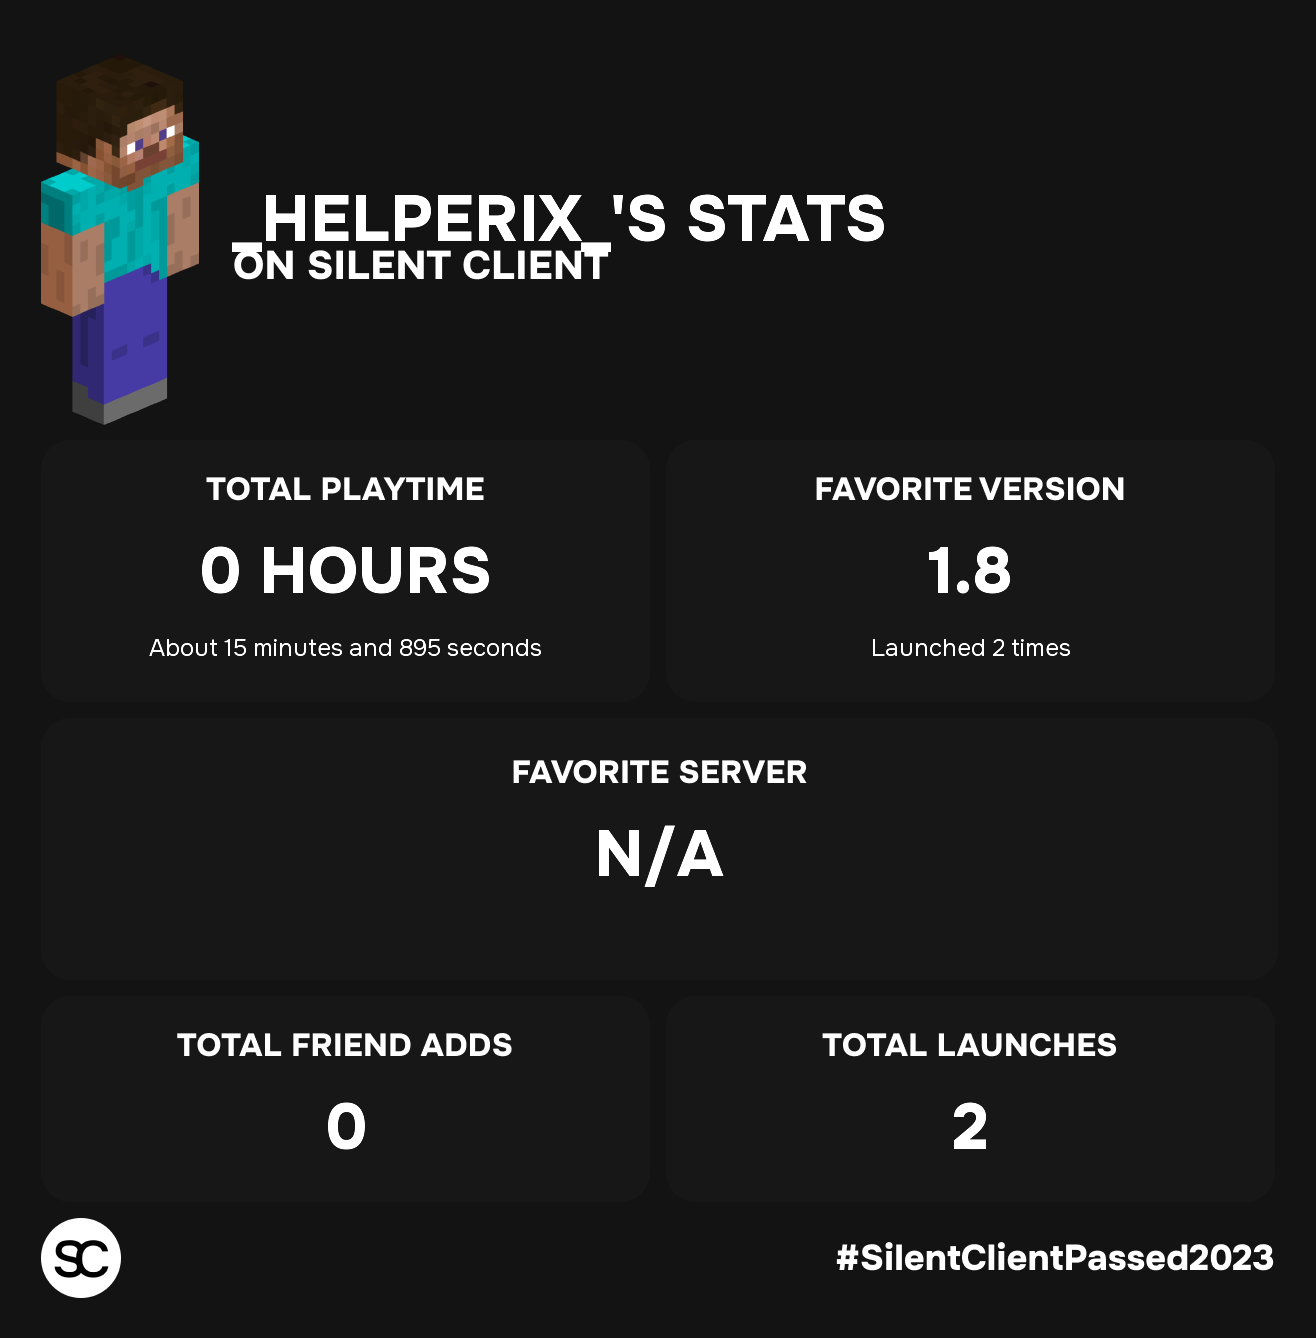 _HELPERIX_'S STATS
ON SILENT CLIENT
TOTAL PLAYTIME
0 HOURS
About 15 minutes and 895 seconds
FAVORITE VERSION
1.8
Launched 2 times
FAVORITE SERVER
N/A
TOTAL FRIEND ADDS
0
TOTAL LAUNCHES
2
SC
#SilentClientPassed2023